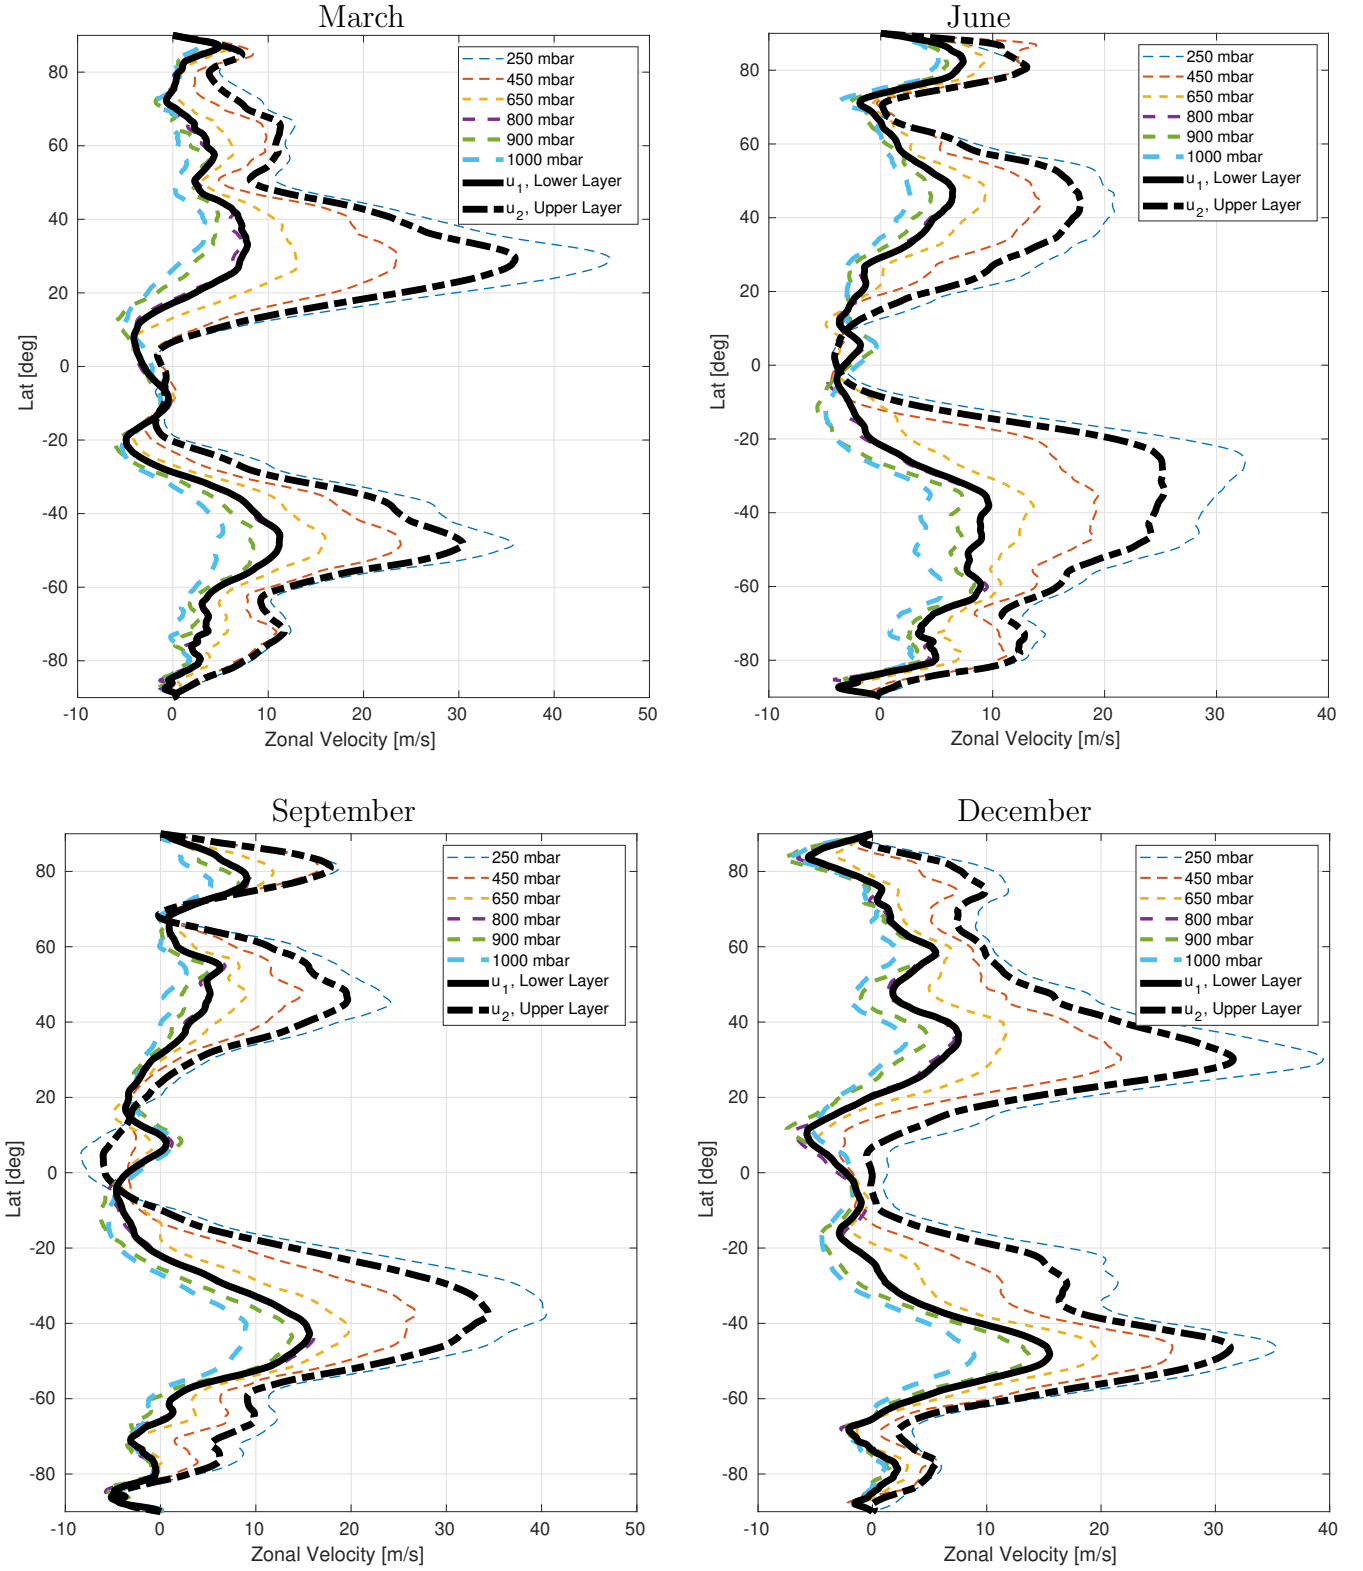 March
80
60
40
20
0
-20
-40
-60
-80
Lat [deg]
-10 0 10 20 30 40 50
Zonal Velocity [m/s]
250 mbar
450 mbar
650 mbar
800 mbar
900 mbar
1000 mbar
u1, Lower Layer
u2, Upper Layer
June
80
60
40
20
0
-20
-40
-60
-80
Lat [deg]
-10 0 10 20 30 40
Zonal Velocity [m/s]
250 mbar
450 mbar
650 mbar
800 mbar
900 mbar
1000 mbar
u1, Lower Layer
u2, Upper Layer
September
80
60
40
20
0
-20
-40
-60
-80
Lat [deg]
-10 0 10 20 30 40 50
Zonal Velocity [m/s]
250 mbar
450 mbar
650 mbar
800 mbar
900 mbar
1000 mbar
u1, Lower Layer
u2, Upper Layer
December
80
60
40
20
0
-20
-40
-60
-80
Lat [deg]
-10 0 10 20 30 40
Zonal Velocity [m/s]
250 mbar
450 mbar
650 mbar
800 mbar
900 mbar
1000 mbar
u1, Lower Layer
u2, Upper Layer